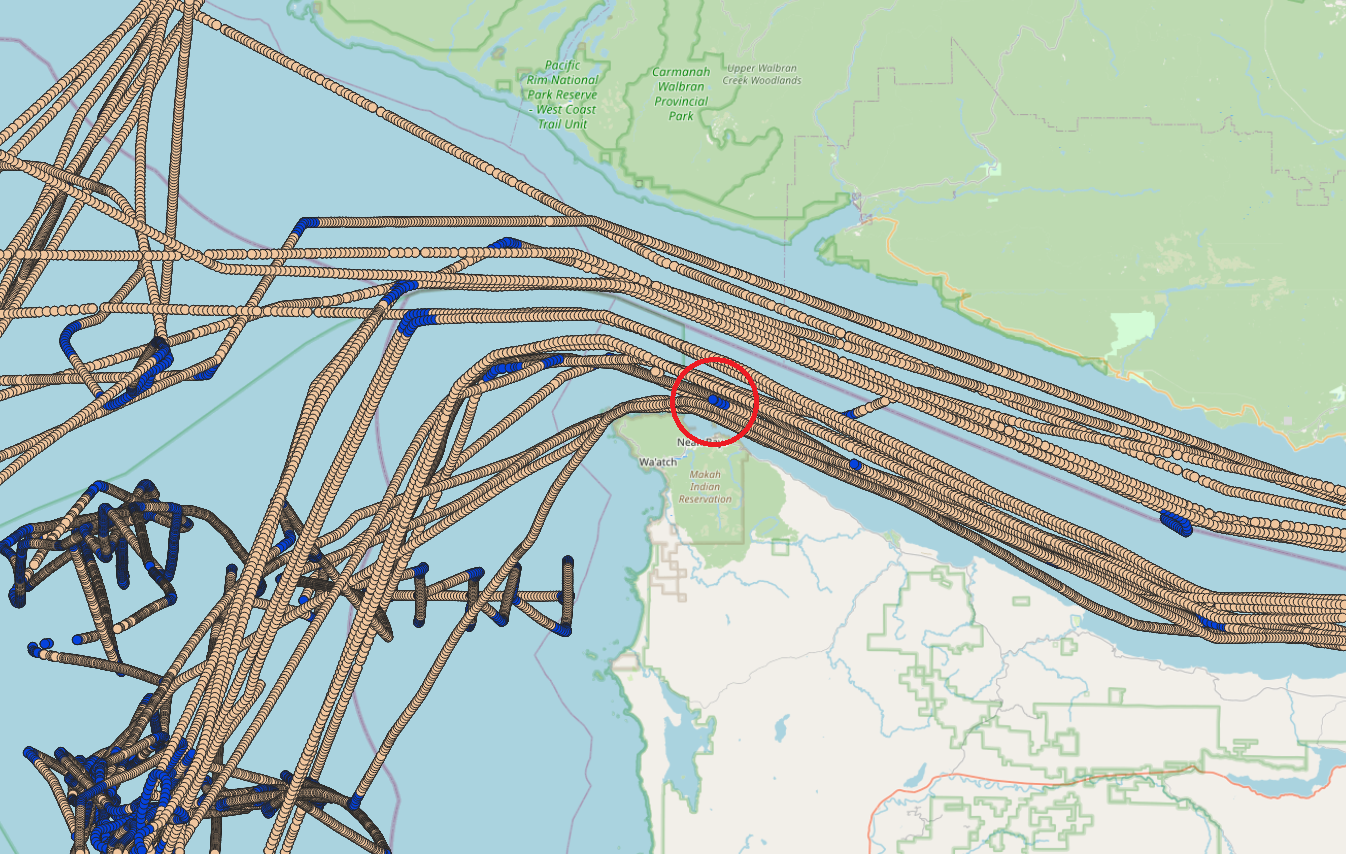 Pacific
Rim National
Park Reserve
- West Coast
Trail Unit
Carmanah
Walbran
Provincial
Park
Upper Walbran
Creek Woodlands
Neah Bay
Wa'atch
Makah
Indian
Reservation